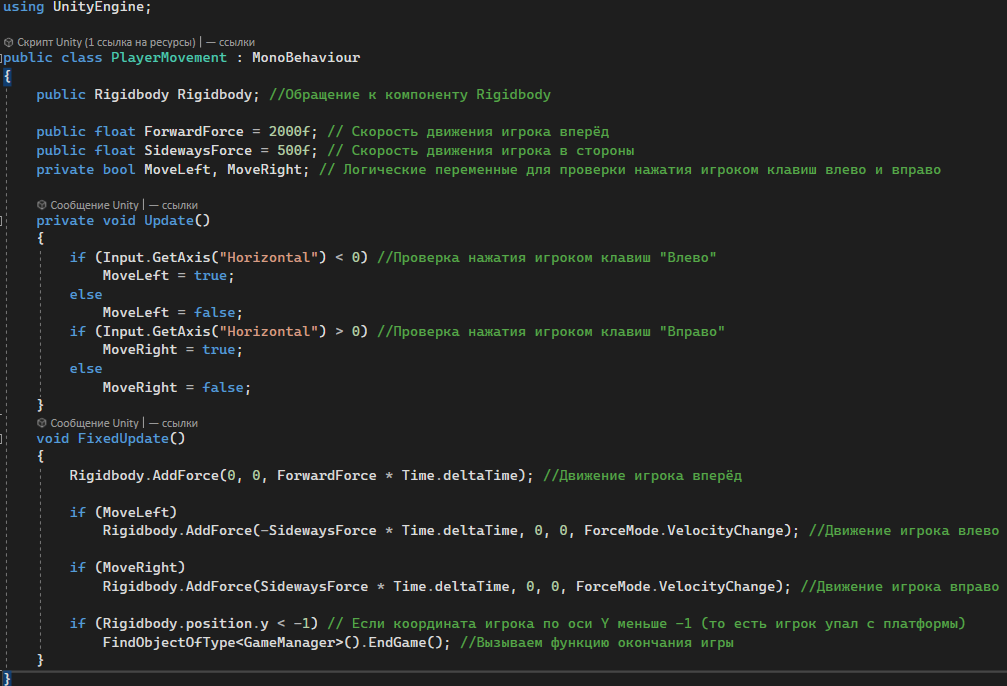 using UnityEngine;
Скрипт Unity (1 ссылка на ресурсы) | — ссылки
public class PlayerMovement : MonoBehaviour
{
public Rigidbody Rigidbody; //Обращение к компоненту Rigidbody
public float ForwardForce = 2000f; // Скорость движения игрока вперёд
public float SidewaysForce = 500f; // Скорость движения игрока в стороны
private bool MoveLeft, MoveRight; // Логические переменные для проверки нажатия игроком клавиш влево и вправо
Сообщение Unity | — ссылки
private void Update()
{
if (Input.GetAxis("Horizontal") < 0) //Проверка нажатия игроком клавиш "Влево"
MoveLeft = true;
else
MoveLeft = false;
if (Input.GetAxis("Horizontal") > 0) //Проверка нажатия игроком клавиш "Вправо"
MoveRight = true;
else
MoveRight = false;
}
Сообщение Unity | — ссылки
void FixedUpdate()
{
Rigidbody.AddForce(0, 0, ForwardForce * Time.deltaTime); //Движение игрока вперёд
if (MoveLeft)
Rigidbody.AddForce(-SidewaysForce * Time.deltaTime, 0, 0, ForceMode.VelocityChange); //Движение игрока влево
if (MoveRight)
Rigidbody.AddForce(SidewaysForce * Time.deltaTime, 0, 0, ForceMode.VelocityChange); //Движение игрока вправо
if (Rigidbody.position.y < -1) // Если координата игрока по оси Y меньше -1 (то есть игрок упал с платформы)
FindObjectOfType<GameManager>().EndGame(); //Вызываем функцию окончания игры
}
}